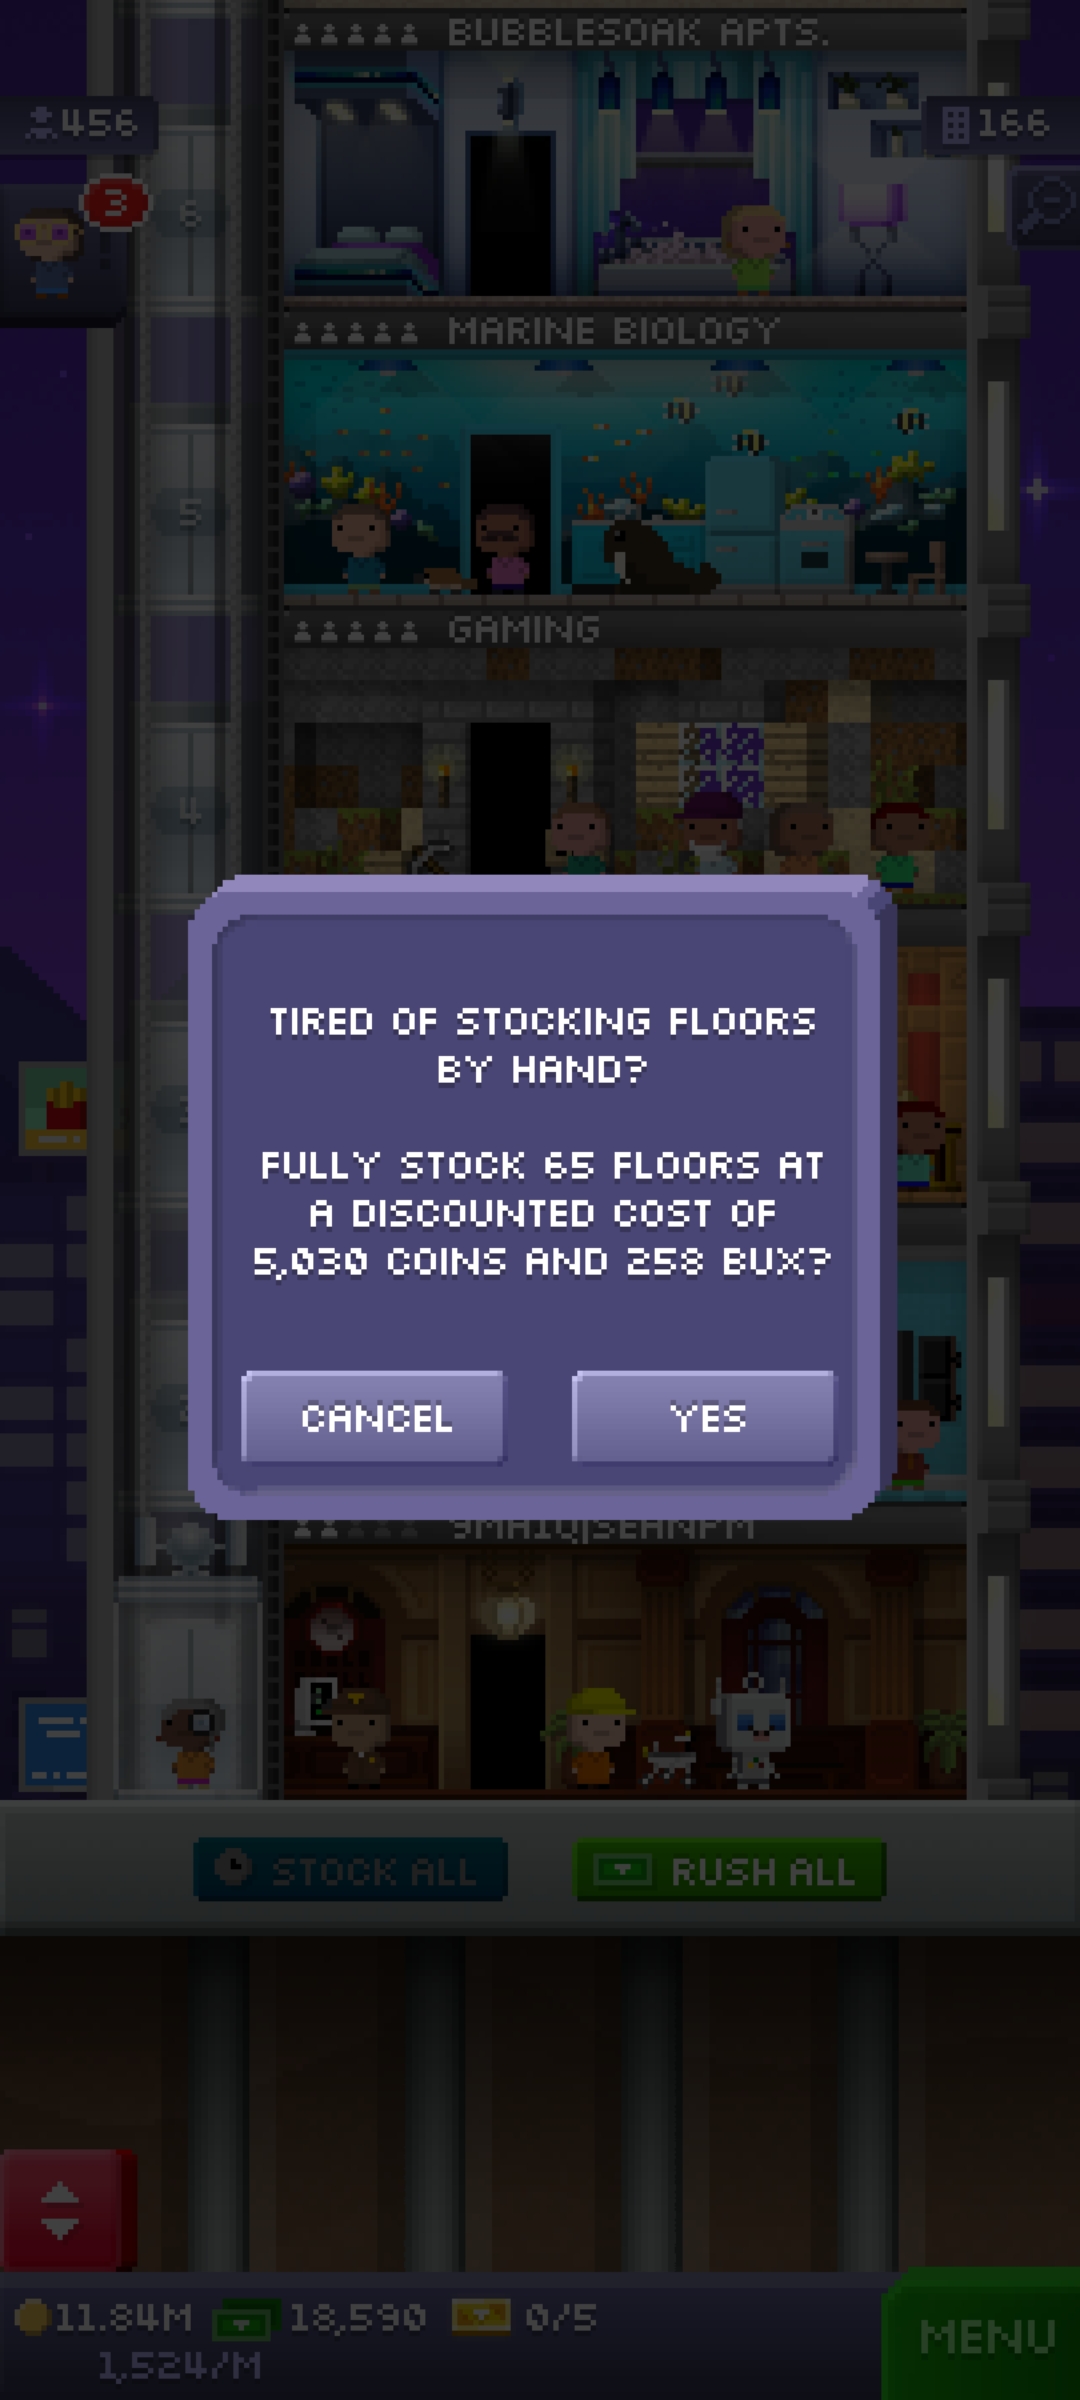 BUBBLESOAK APTS.
456
166
3
6
MARINE BIOLOGY
5
GAMING
4
TIRED OF STOCKING FLOORS
BY HAND?
FULLY STOCK 65 FLOORS AT
A DISCOUNTED COST OF
5,030 COINS AND 258 BUX?
CANCEL
YES
STOCK ALL
RUSH ALL
11.84M
18,590
0/5
1,524/M
MENU